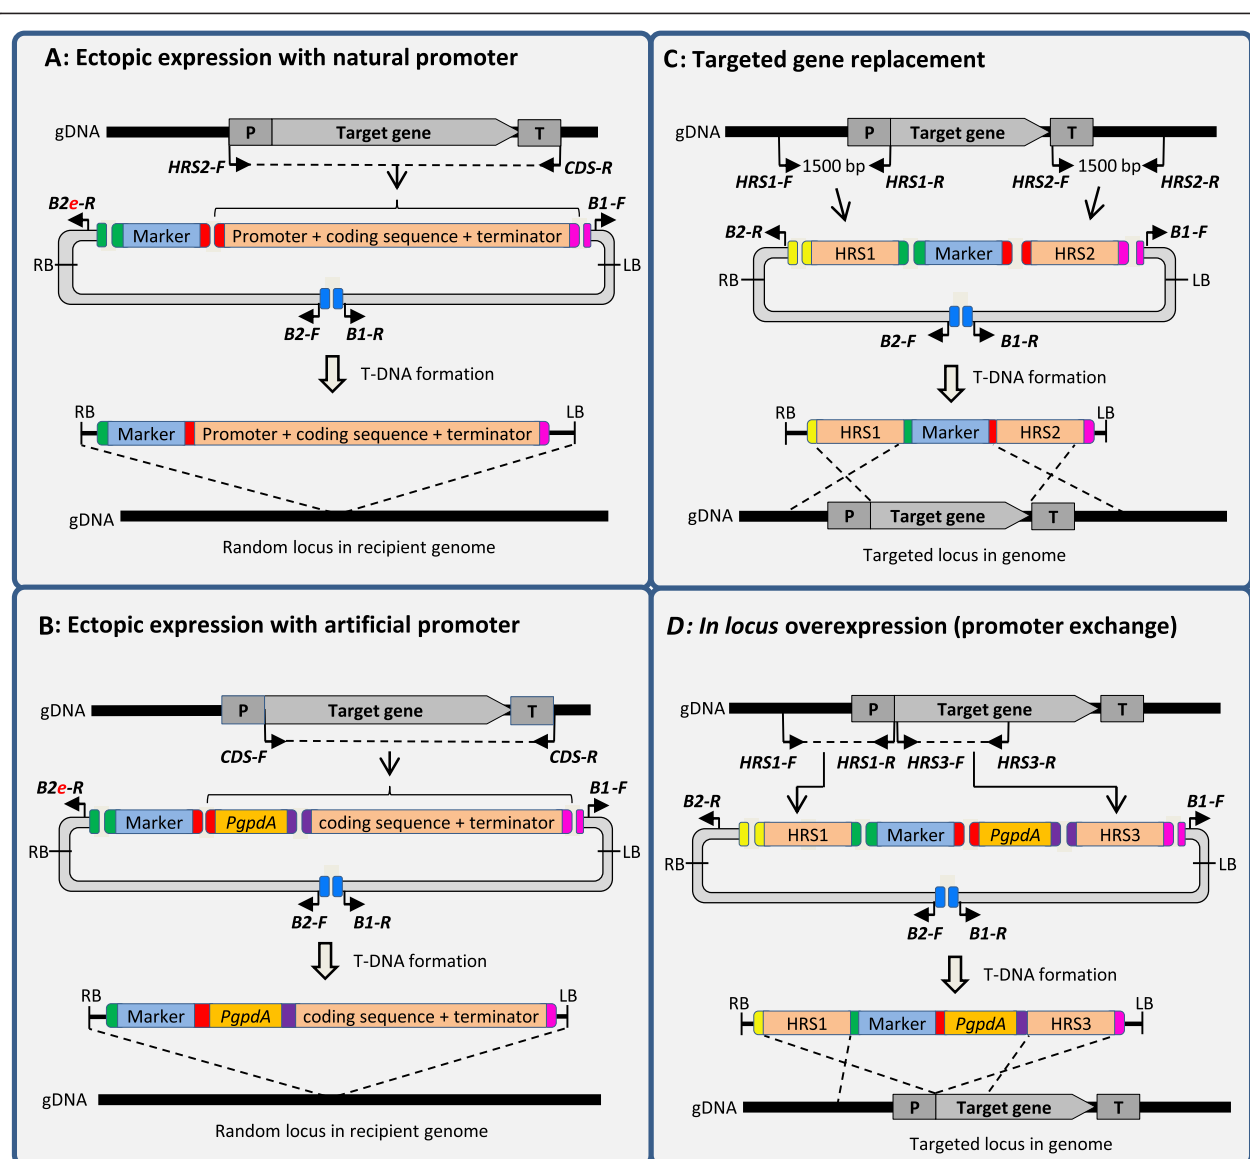 A: Ectopic expression with natural promoter
gDNA
P
Target gene
T
HRS2-F
CDS-R
B2e-R
B1-F
Marker
Promoter + coding sequence + terminator
RB
LB
B2-F
B1-R
T-DNA formation
RB
LB
Marker
Promoter + coding sequence + terminator
gDNA
Random locus in recipient genome
B: Ectopic expression with artificial promoter
gDNA
P
Target gene
T
CDS-F
CDS-R
B2e-R
B1-F
Marker
PgpdA
coding sequence + terminator
RB
LB
B2-F
B1-R
T-DNA formation
RB
LB
Marker
PgpdA
coding sequence + terminator
gDNA
Random locus in recipient genome
C: Targeted gene replacement
gDNA
P
Target gene
T
1500 bp
1500 bp
HRS1-F
HRS1-R
HRS2-F
HRS2-R
B2-R
B1-F
HRS1
Marker
HRS2
RB
LB
B2-F
B1-R
T-DNA formation
RB
LB
HRS1
Marker
HRS2
gDNA
P
Target gene
T
Targeted locus in genome
D: In locus overexpression (promoter exchange)
gDNA
P
Target gene
T
HRS1-F
HRS1-R
HRS3-F
HRS3-R
B2-R
B1-F
HRS1
Marker
PgpdA
HRS3
RB
LB
B2-F
B1-R
T-DNA formation
RB
LB
HRS1
Marker
PgpdA
HRS3
gDNA
P
Target gene
T
Targeted locus in genome